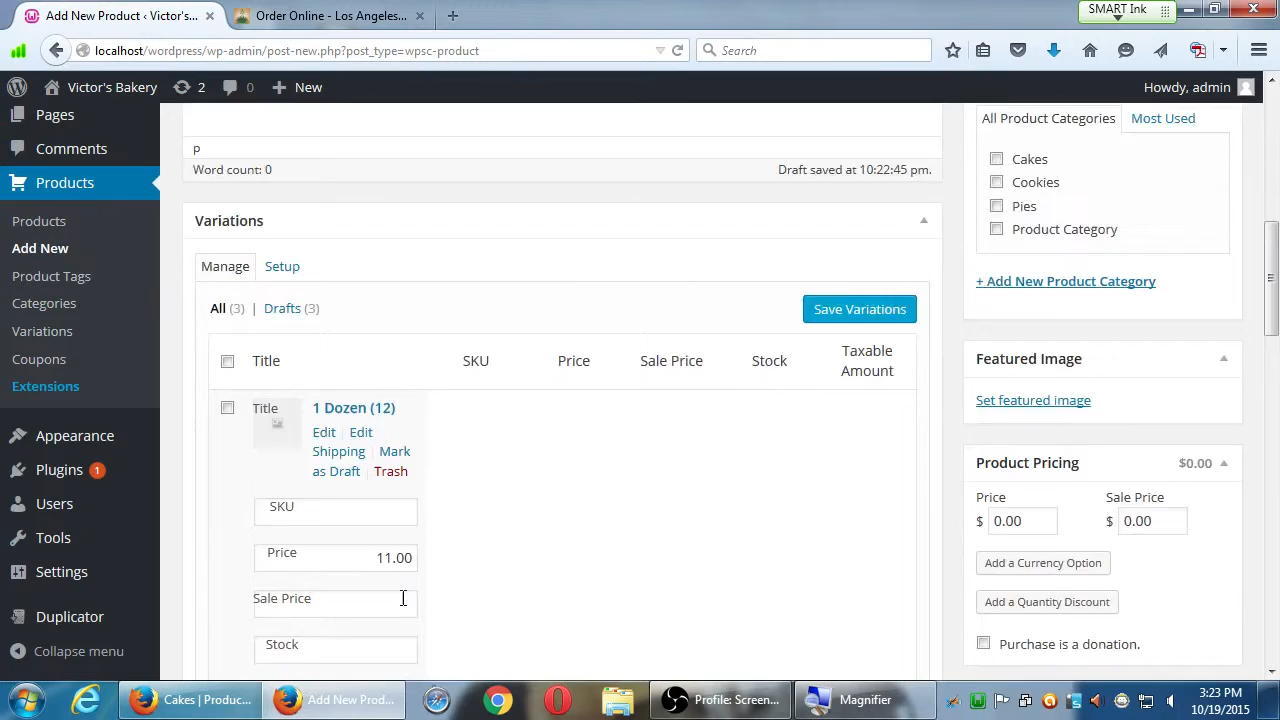 Add New Product ‹ Victor's...
Order Online - Los Angeles...
SMART Ink
localhost/wordpress/wp-admin/post-new.php?post_type=wpsc-product
Search
Victor's Bakery
2
0
New
Howdy, admin
Pages
Comments
Products
Products
Add New
Product Tags
Categories
Variations
Coupons
Extensions
Appearance
Plugins 1
Users
Tools
Settings
Duplicator
Collapse menu
p
Word count: 0
Draft saved at 10:22:45 pm.
Variations
Manage
Setup
All (3) | Drafts (3)
Save Variations
Title
SKU
Price
Sale Price
Stock
Taxable
Amount
Title
1 Dozen (12)
Edit | Edit
Shipping | Mark
as Draft | Trash
SKU
Price
11.00
Sale Price
Stock
All Product Categories
Most Used
Cakes
Cookies
Pies
Product Category
+ Add New Product Category
Featured Image
Set featured image
Product Pricing
$0.00
Price
Sale Price
$ 0.00
$ 0.00
Add a Currency Option
Add a Quantity Discount
Purchase is a donation.
Cakes | Produc...
Add New Prod...
Profile: Screen...
Magnifier
3:23 PM
10/19/2015